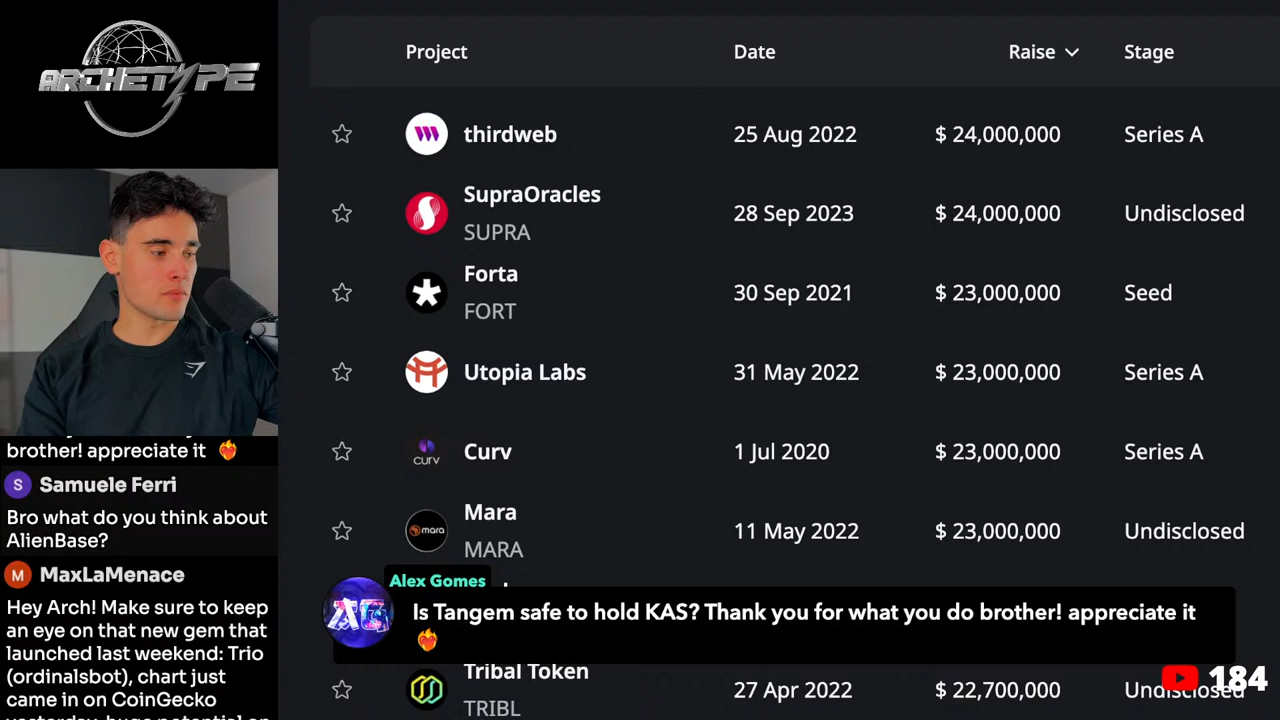 ARCHETYPE
Project Date Raise Stage
thirdweb 25 Aug 2022 $ 24,000,000 Series A
SupraOracles
SUPRA 28 Sep 2023 $ 24,000,000 Undisclosed
Forta
FORT 30 Sep 2021 $ 23,000,000 Seed
Utopia Labs 31 May 2022 $ 23,000,000 Series A
curv Curv 1 Jul 2020 $ 23,000,000 Series A
mara Mara
MARA 11 May 2022 $ 23,000,000 Undisclosed
Alex Gomes
AG Is Tangem safe to hold KAS? Thank you for what you do brother! appreciate it
Tribal Token
TRIBL 27 Apr 2022 $ 22,700,000 Undisclosed
184
brother! appreciate it
S Samuele Ferri
Bro what do you think about
AlienBase?
M MaxLaMenace
Hey Arch! Make sure to keep
an eye on that new gem that
launched last weekend: Trio
(ordinalsbot), chart just
came in on CoinGecko